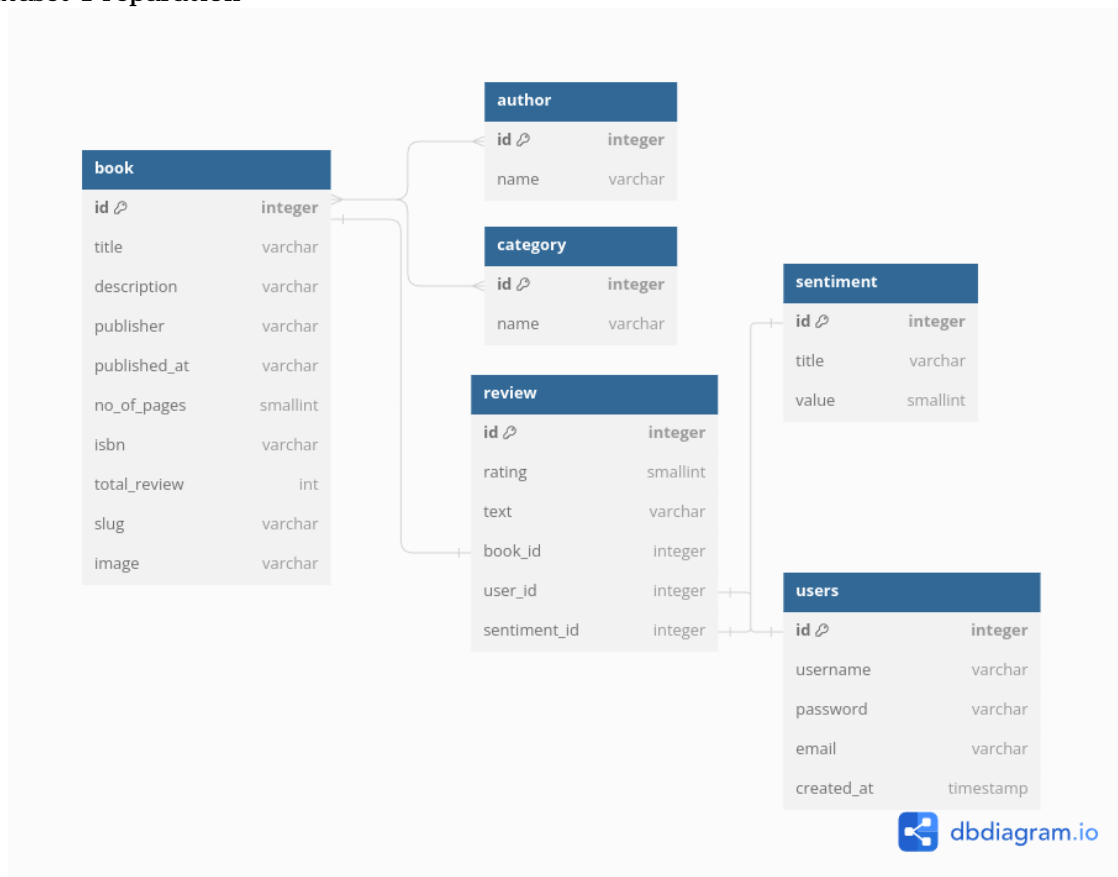 book
id integer
title varchar
description varchar
publisher varchar
published_at varchar
no_of_pages smallint
isbn varchar
total_review int
slug varchar
image varchar
author
id integer
name varchar
category
id integer
name varchar
review
id integer
rating smallint
text varchar
book_id integer
user_id integer
sentiment_id integer
sentiment
id integer
title varchar
value smallint
users
id integer
username varchar
password varchar
email varchar
created_at timestamp
dbdiagram.io